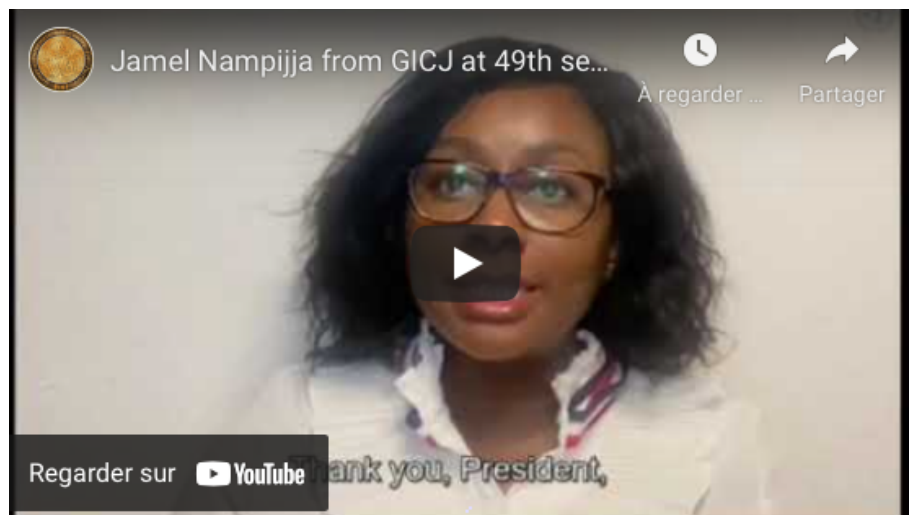 Jamel Nampijja from GICJ at 49th se...
À regarder ...
Partager
Thank you, President,
Regarder sur YouTube